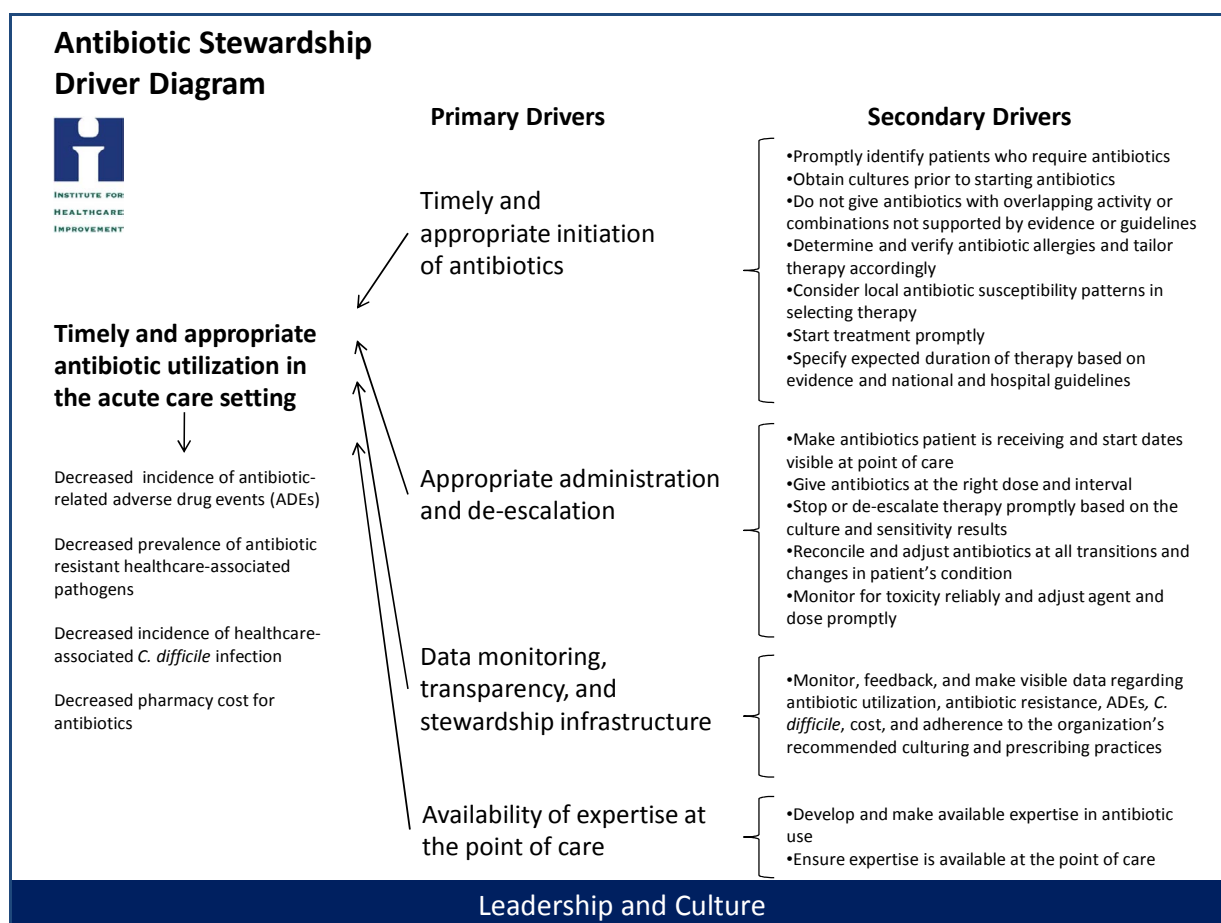 Antibiotic Stewardship
Driver Diagram
INSTITUTE FOR
HEALTHCARE
IMPROVEMENT
Timely and appropriate
antibiotic utilization in
the acute care setting
Decreased incidence of antibiotic-
related adverse drug events (ADEs)
Decreased prevalence of antibiotic
resistant healthcare-associated
pathogens
Decreased incidence of healthcare-
associated C. difficile infection
Decreased pharmacy cost for
antibiotics
Primary Drivers
Timely and
appropriate initiation
of antibiotics
Appropriate administration
and de-escalation
Data monitoring,
transparency, and
stewardship infrastructure
Availability of expertise at
the point of care
Secondary Drivers
•Promptly identify patients who require antibiotics
•Obtain cultures prior to starting antibiotics
•Do not give antibiotics with overlapping activity or
combinations not supported by evidence or guidelines
•Determine and verify antibiotic allergies and tailor
therapy accordingly
•Consider local antibiotic susceptibility patterns in
selecting therapy
•Start treatment promptly
•Specify expected duration of therapy based on
evidence and national and hospital guidelines
•Make antibiotics patient is receiving and start dates
visible at point of care
•Give antibiotics at the right dose and interval
•Stop or de-escalate therapy promptly based on the
culture and sensitivity results
•Reconcile and adjust antibiotics at all transitions and
changes in patient's condition
•Monitor for toxicity reliably and adjust agent and
dose promptly
•Monitor, feedback, and make visible data regarding
antibiotic utilization, antibiotic resistance, ADEs, C.
difficile, cost, and adherence to the organization's
recommended culturing and prescribing practices
•Develop and make available expertise in antibiotic
use
•Ensure expertise is available at the point of care
Leadership and Culture